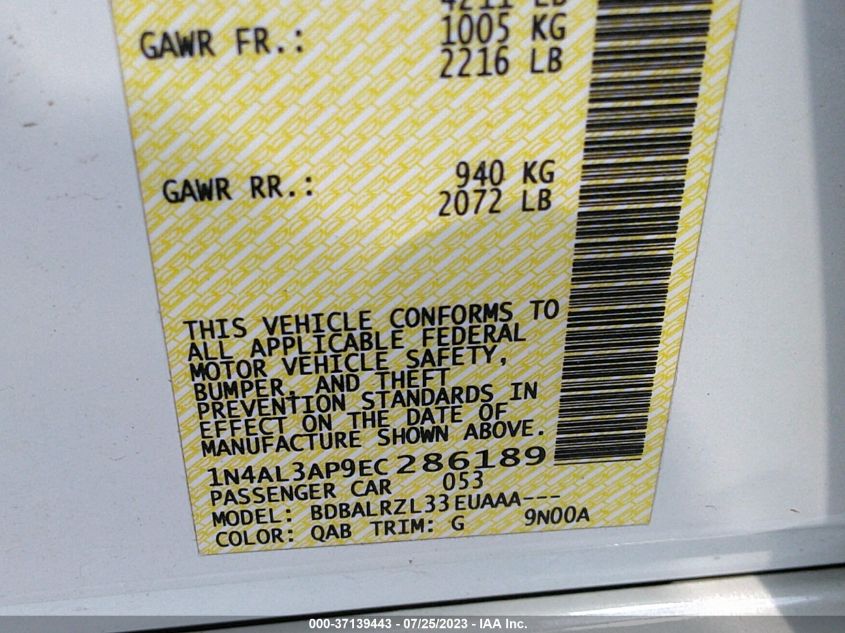 4211 LB
GAWR FR.: 1005 KG
2216 LB
GAWR RR.: 940 KG
2072 LB
THIS VEHICLE CONFORMS TO
ALL APPLICABLE FEDERAL
MOTOR VEHICLE SAFETY,
BUMPER, AND THEFT
PREVENTION STANDARDS IN
EFFECT ON THE DATE OF
MANUFACTURE SHOWN ABOVE.
1N4AL3AP9EC286189
PASSENGER CAR 053
MODEL: BDBALRZL33EUAAA---
COLOR: QAB TRIM: G 9N00A
000-37139443 - 07/25/2023 - IAA Inc.